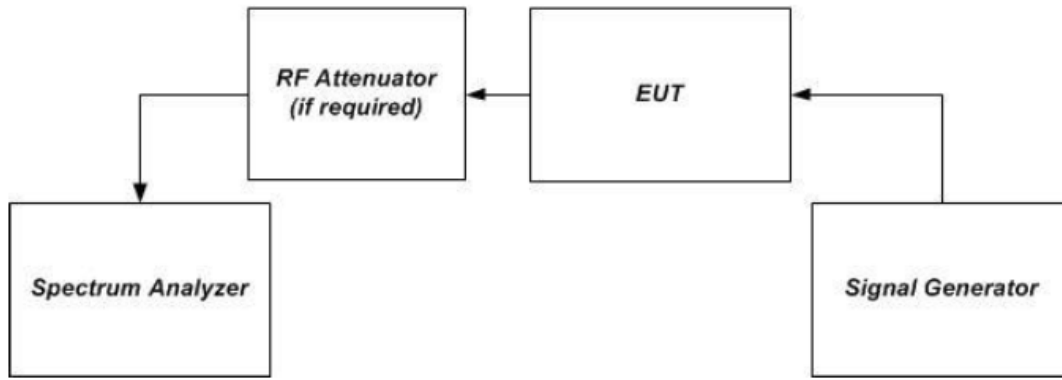 RF Attenuator
(if required)
EUT
Spectrum Analyzer
Signal Generator